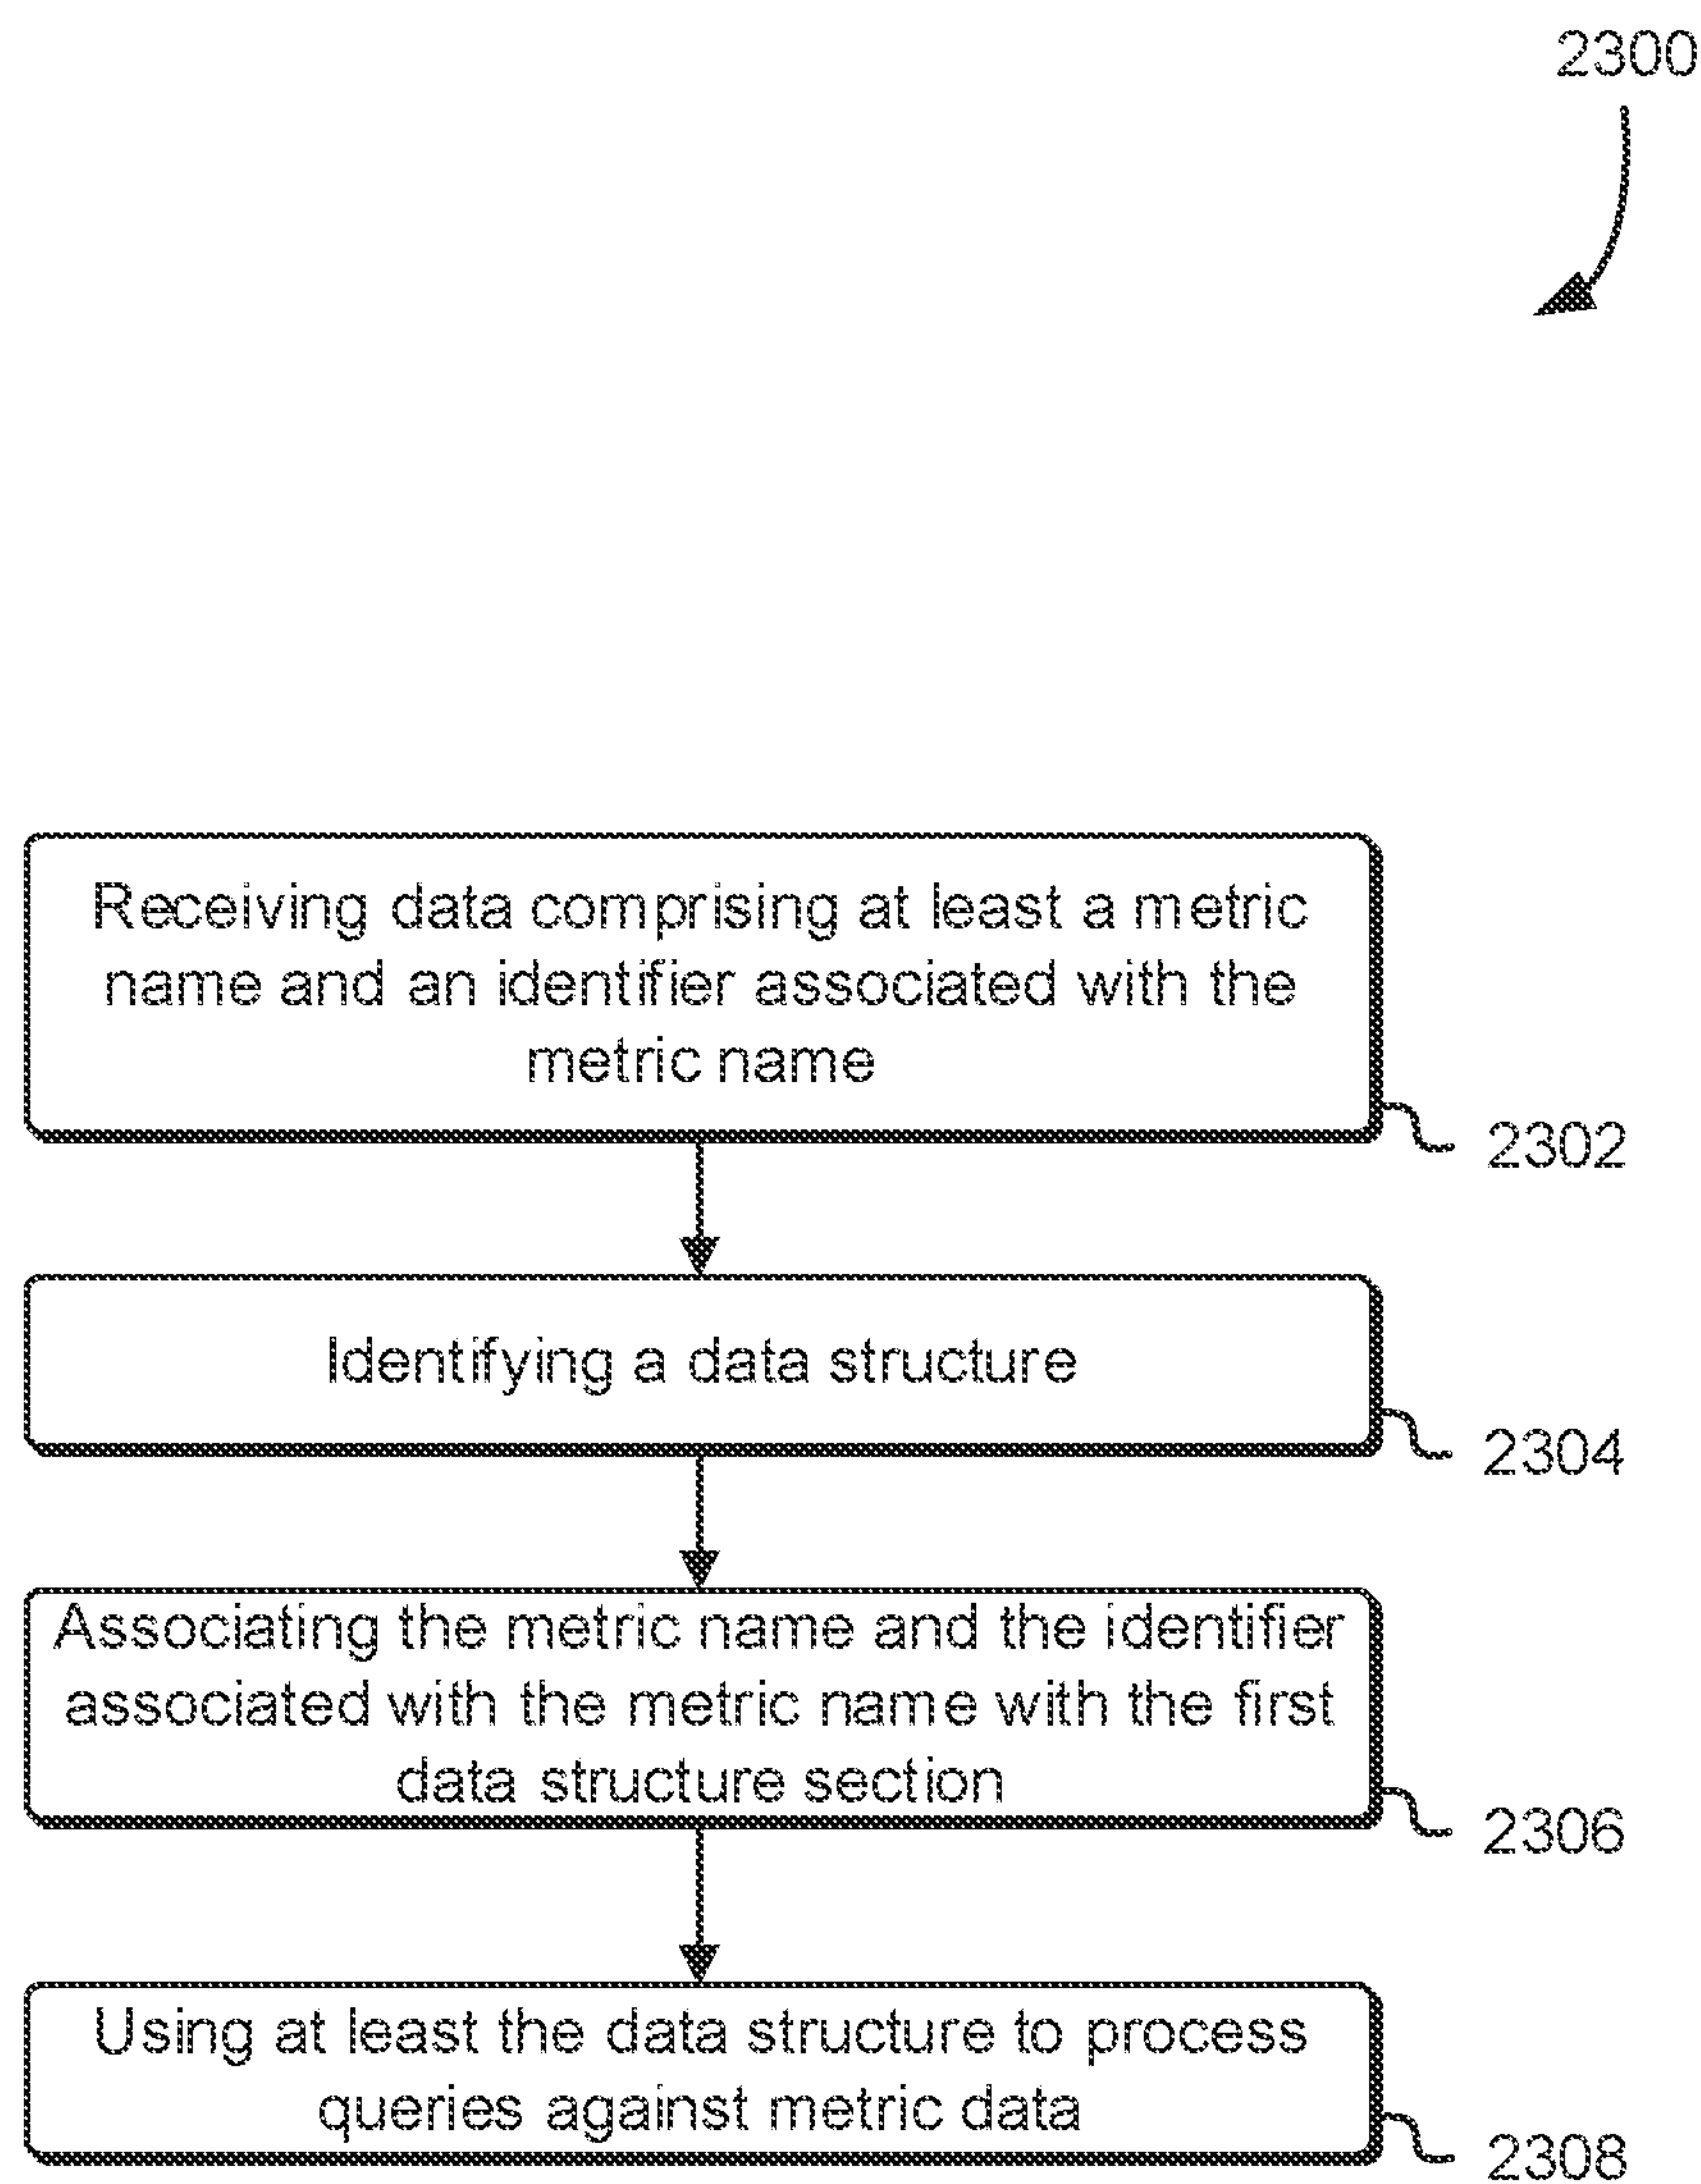 2300
Receiving data comprising at least a metric
name and an identifier associated with the
metric name
2302
Identifying a data structure
2304
Associating the metric name and the identifier
associated with the metric name with the first
data structure section
2306
Using at least the data structure to process
queries against metric data
2308